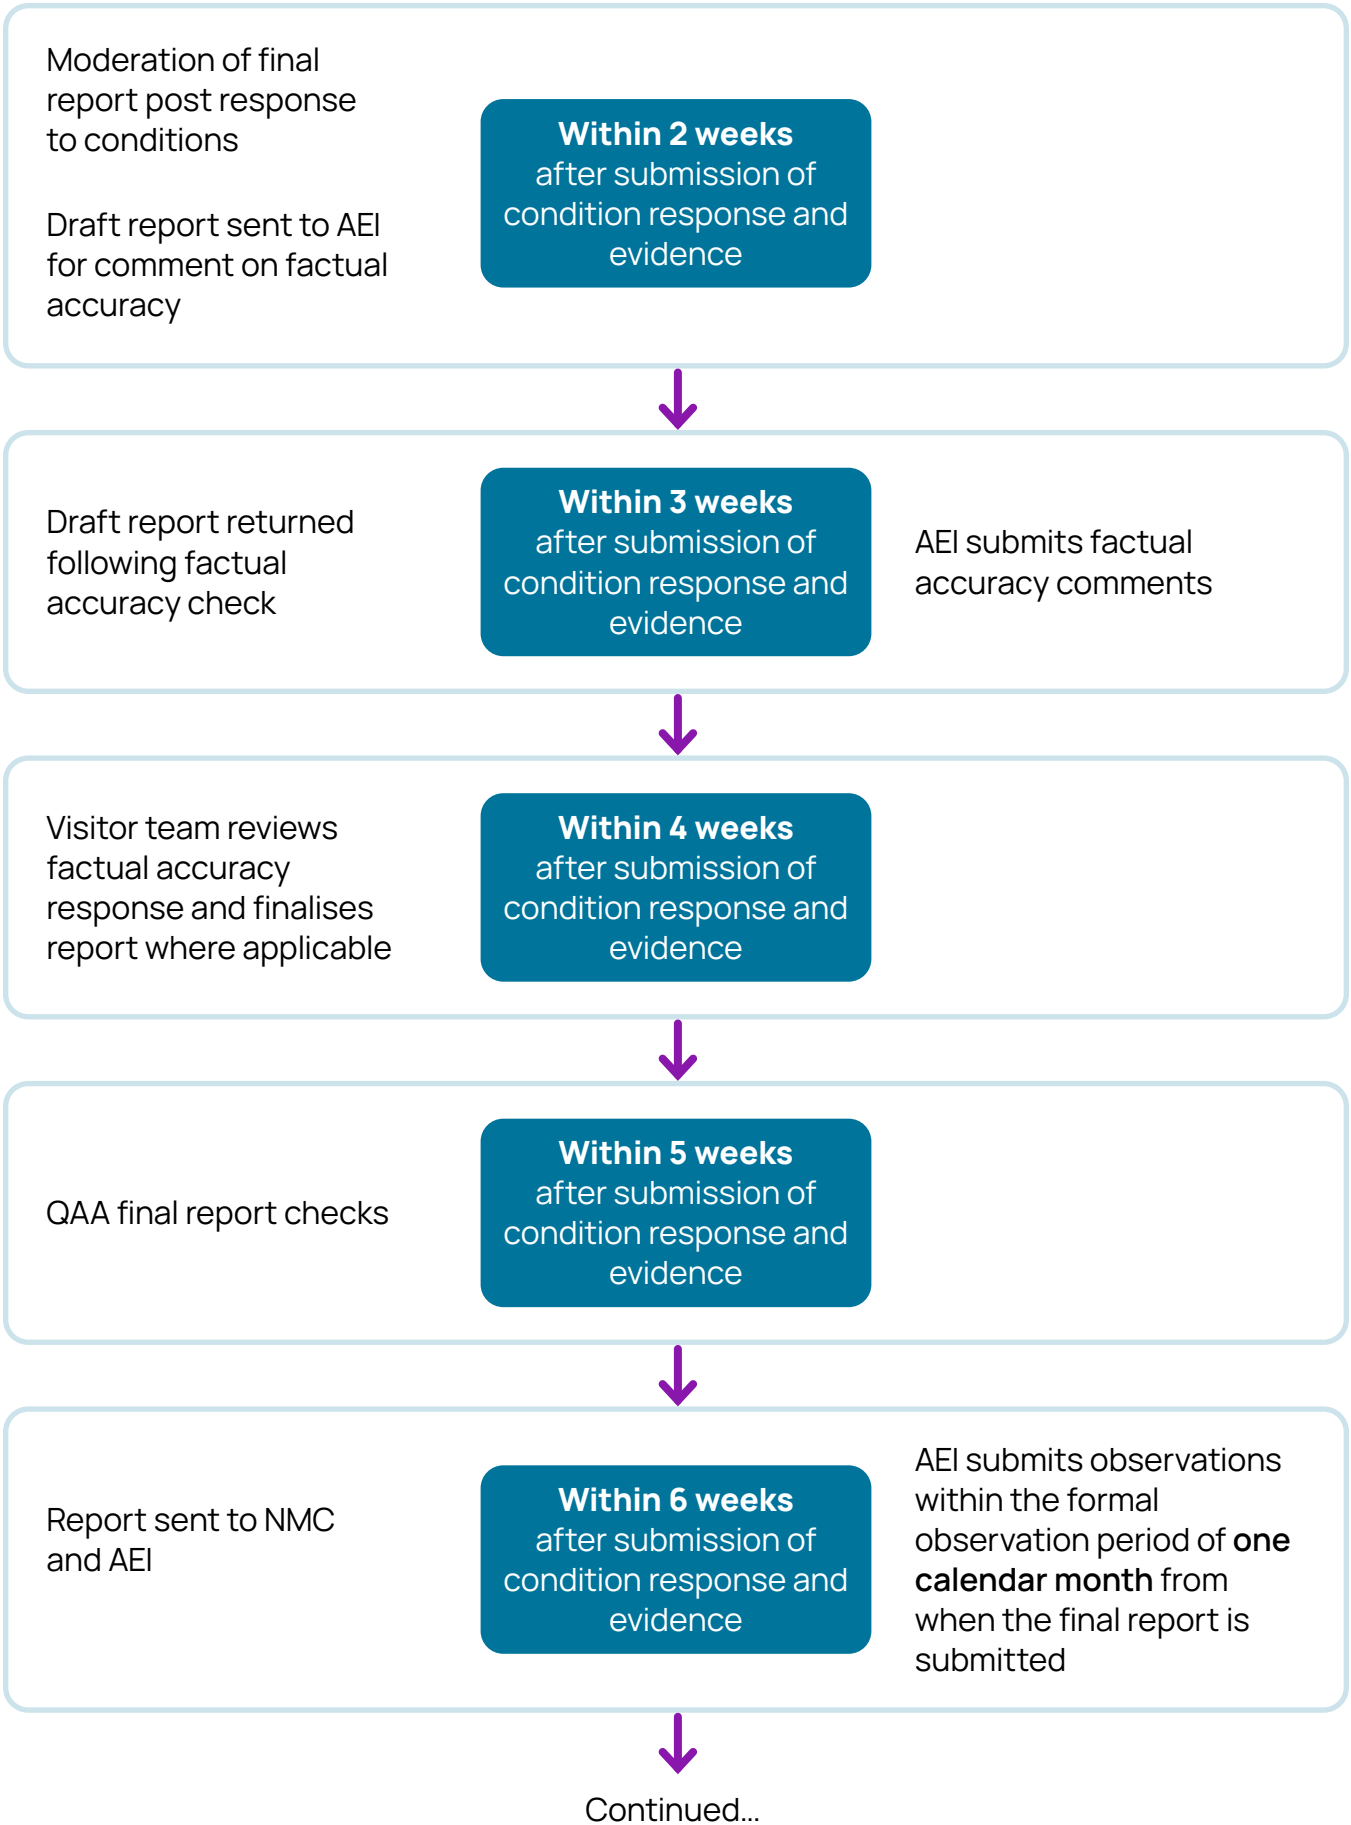 Moderation of final
report post response
to conditions
Draft report sent to AEI
for comment on factual
accuracy
Within 2 weeks
after submission of
condition response and
evidence
Draft report returned
following factual
accuracy check
Within 3 weeks
after submission of
condition response and
evidence
AEI submits factual
accuracy comments
Visitor team reviews
factual accuracy
response and finalises
report where applicable
Within 4 weeks
after submission of
condition response and
evidence
QAA final report checks
Within 5 weeks
after submission of
condition response and
evidence
Report sent to NMC
and AEI
Within 6 weeks
after submission of
condition response and
evidence
AEI submits observations
within the formal
observation period of one
calendar month from
when the final report is
submitted
Continued...